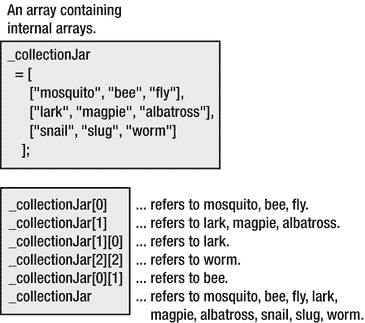 An array containing
internal arrays.
_collectionJar
= [
["mosquito", "bee", "fly"],
["lark", "magpie", "albatross"],
["snail", "slug", "worm"]
];
_collectionJar[0] ... refers to mosquito, bee, fly.
_collectionJar[1] ... refers to lark, magpie, albatross.
_collectionJar[1][0] ... refers to lark.
_collectionJar[2][2] ... refers to worm.
_collectionJar[0][1] ... refers to bee.
_collectionJar ... refers to mosquito, bee, fly, lark,
magpie, albatross, snail, slug, worm.